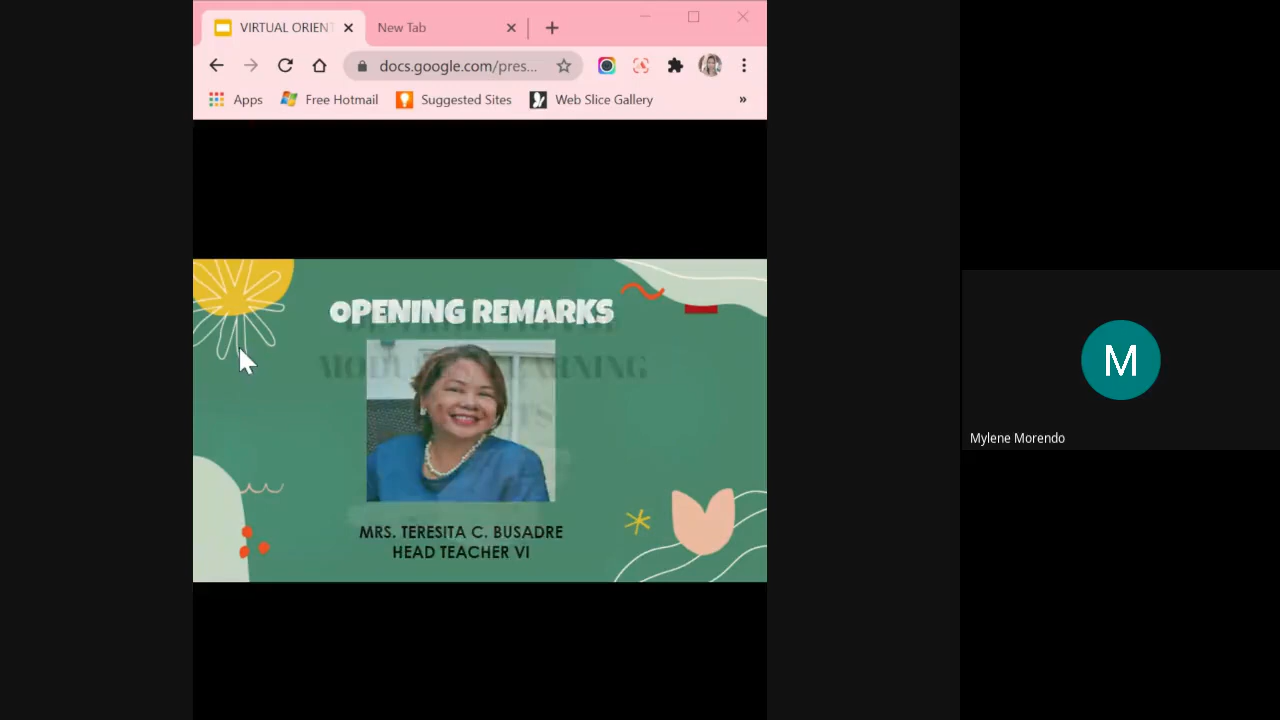 VIRTUAL ORIENT
New Tab
docs.google.com/pres...
Apps
Free Hotmail
Suggested Sites
Web Slice Gallery
»
OPENING REMARKS
MRS. TERESITA C. BUSADRE
HEAD TEACHER VI
M
Mylene Morendo